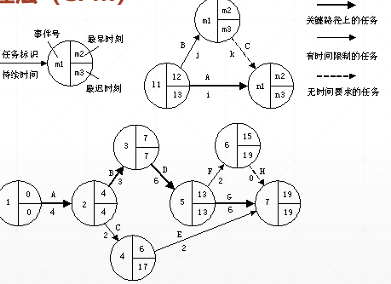 法（CPM）
关键路径上的任务
有时间限制的任务
无时间要求的任务
事件号
最早时刻
任务标识
持续时间
最迟时刻
m1
m2
m3
m1
m2
m3
B
j
C
k
11
12
13
A
i
n1
n2
n3
1
0
0
A
4
2
4
4
B
3
3
7
7
D
6
C
2
4
6
17
E
2
5
13
13
F
2
6
15
19
H
0
G
6
7
19
19